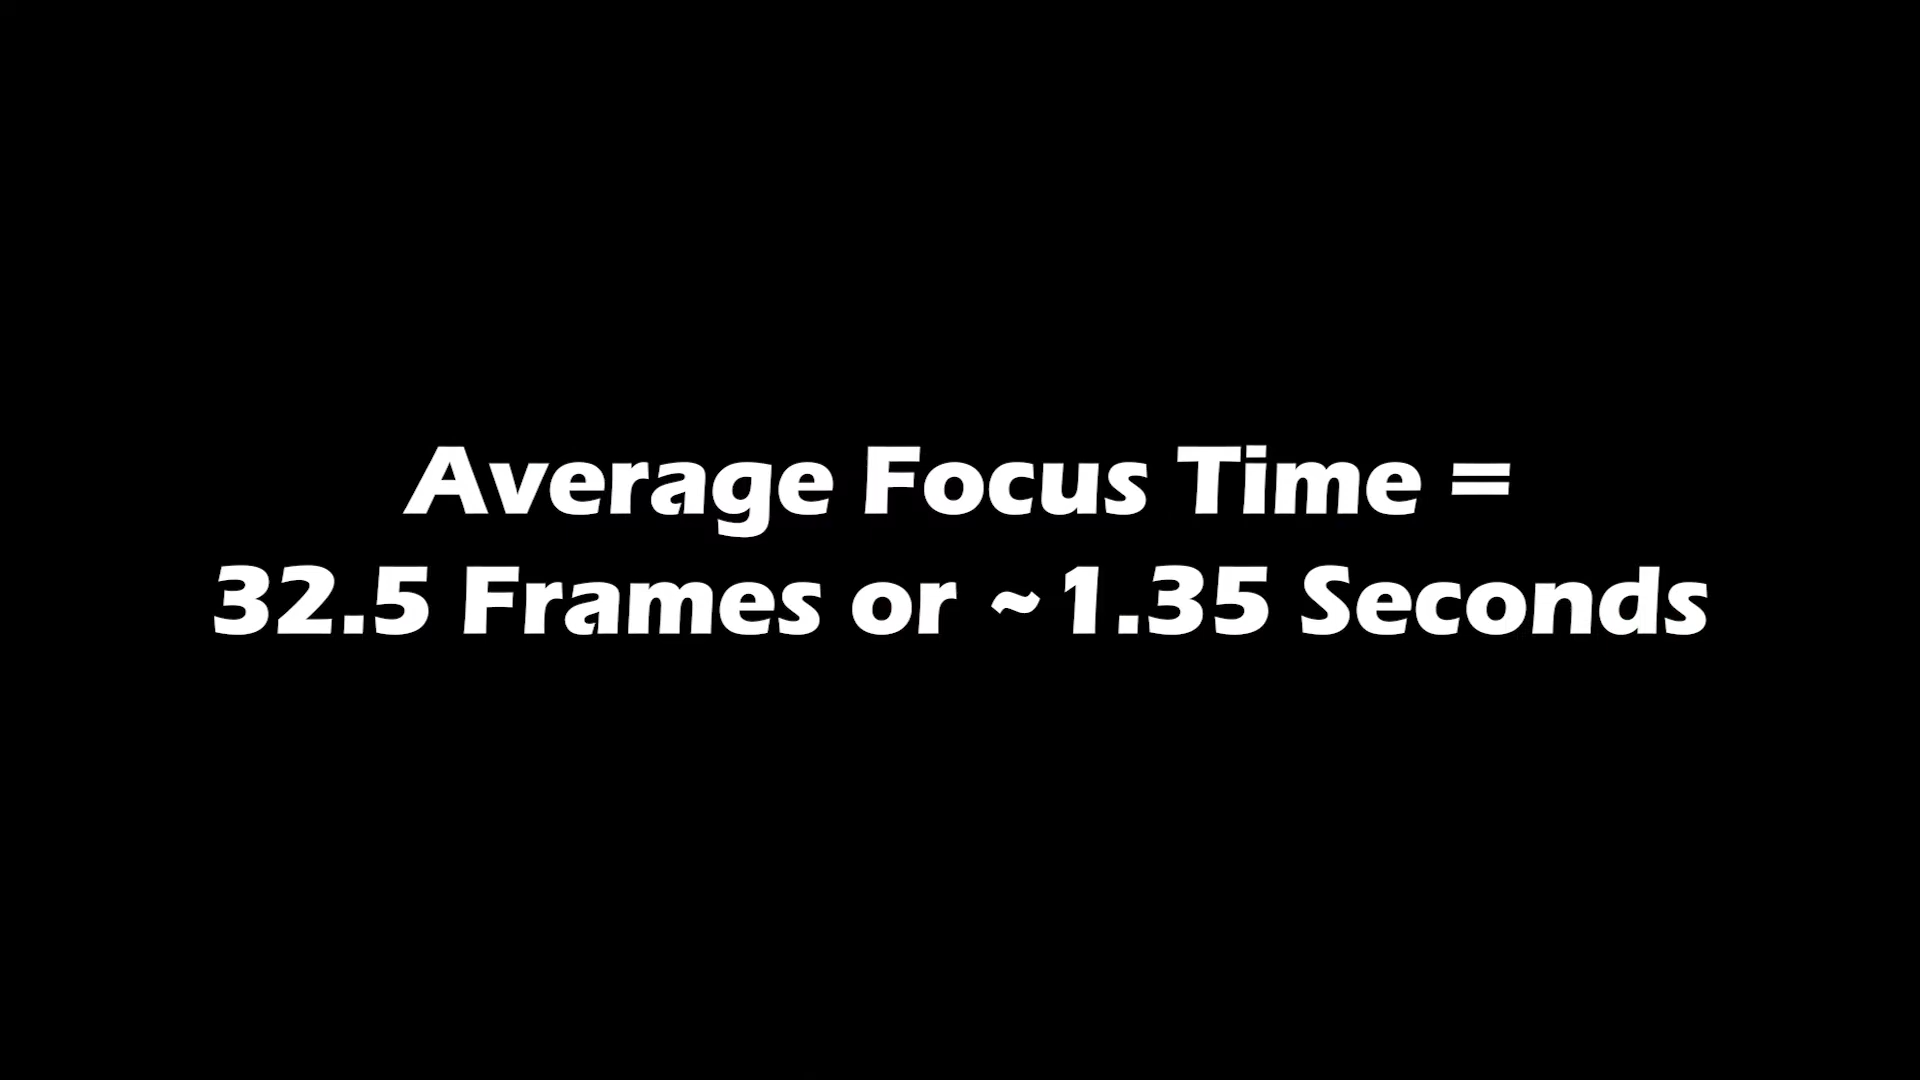 Average Focus Time =
32.5 Frames or ~1.35 Seconds